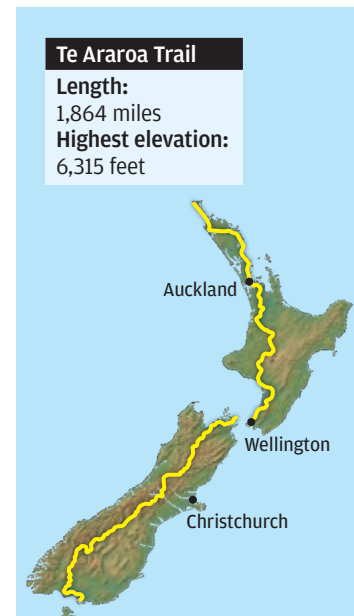 Te Araroa Trail
Length:
1,864 miles
Highest elevation:
6,315 feet
Auckland
Wellington
Christchurch